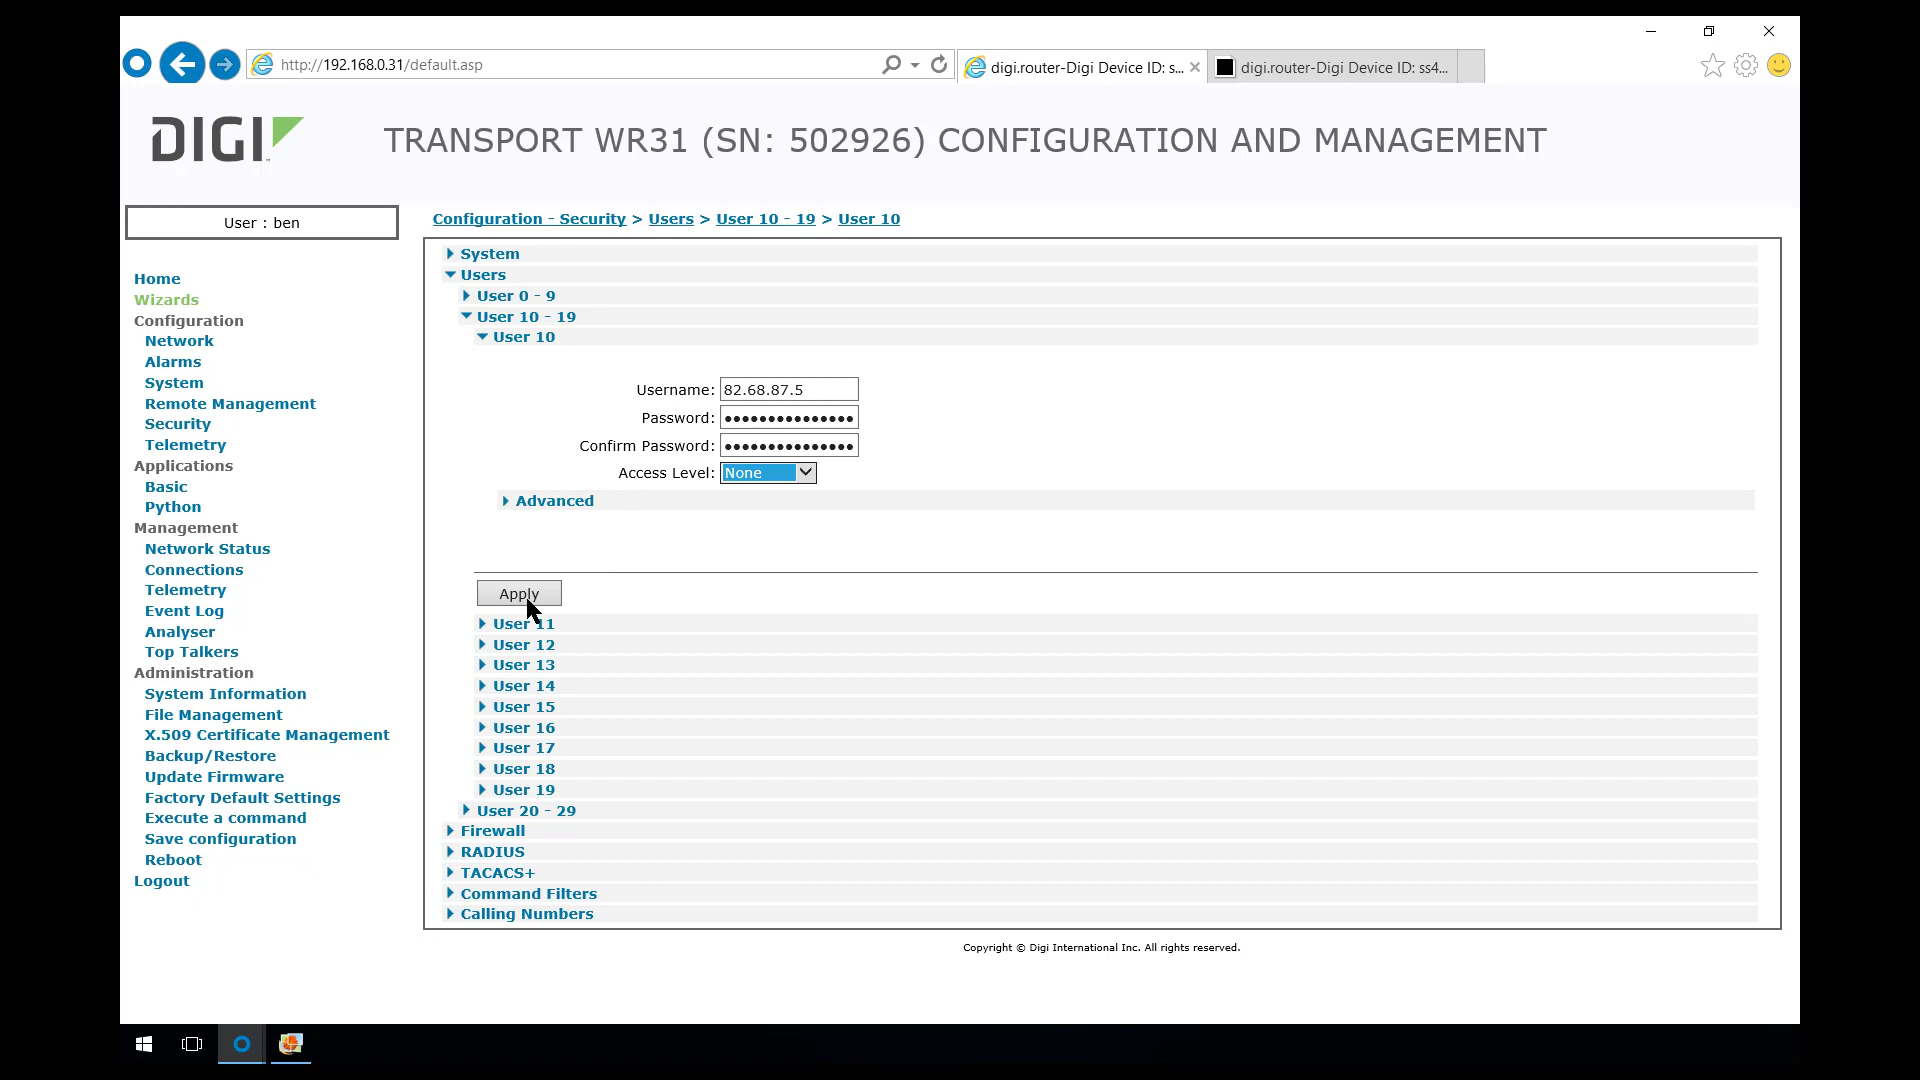 http://192.168.0.31/default.asp
digi.router-Digi Device ID: s...
digi.router-Digi Device ID: ss4...
DIGI
TRANSPORT WR31 (SN: 502926) CONFIGURATION AND MANAGEMENT
User : ben
Home
Wizards
Configuration
Network
Alarms
System
Remote Management
Security
Telemetry
Applications
Basic
Python
Management
Network Status
Connections
Telemetry
Event Log
Analyser
Top Talkers
Administration
System Information
File Management
X.509 Certificate Management
Backup/Restore
Update Firmware
Factory Default Settings
Execute a command
Save configuration
Reboot
Logout
Configuration - Security > Users > User 10 - 19 > User 10
System
Users
User 0 - 9
User 10 - 19
User 10
Username: 82.68.87.5
Password: •••••••••••••••
Confirm Password: •••••••••••••••
Access Level: None
Advanced
Apply
User 11
User 12
User 13
User 14
User 15
User 16
User 17
User 18
User 19
User 20 - 29
Firewall
RADIUS
TACACS+
Command Filters
Calling Numbers
Copyright © Digi International Inc. All rights reserved.